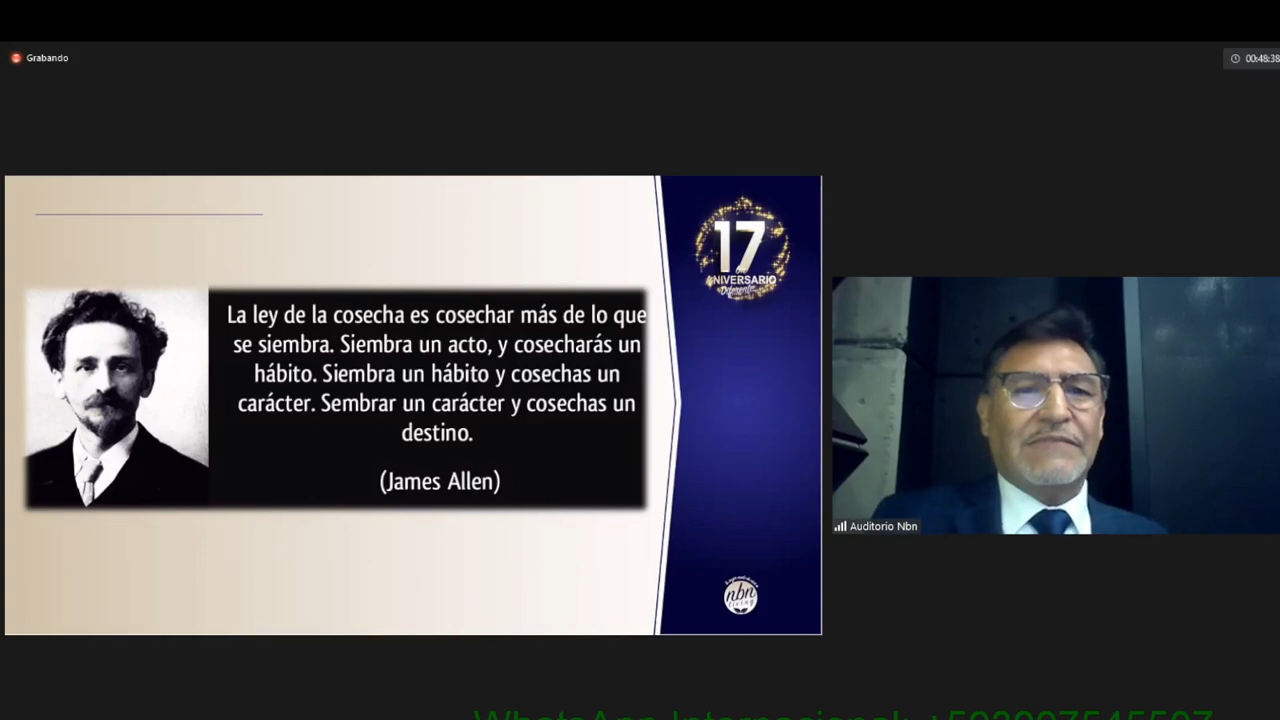 Grabando
00:48:38
17
ANIVERSARIO
Diferente
La ley de la cosecha es cosechar más de lo que
se siembra. Siembra un acto, y cosecharás un
hábito. Siembra un hábito y cosechas un
carácter. Sembrar un carácter y cosechas un
destino.
(James Allen)
nbn
living
Auditorio Nbn